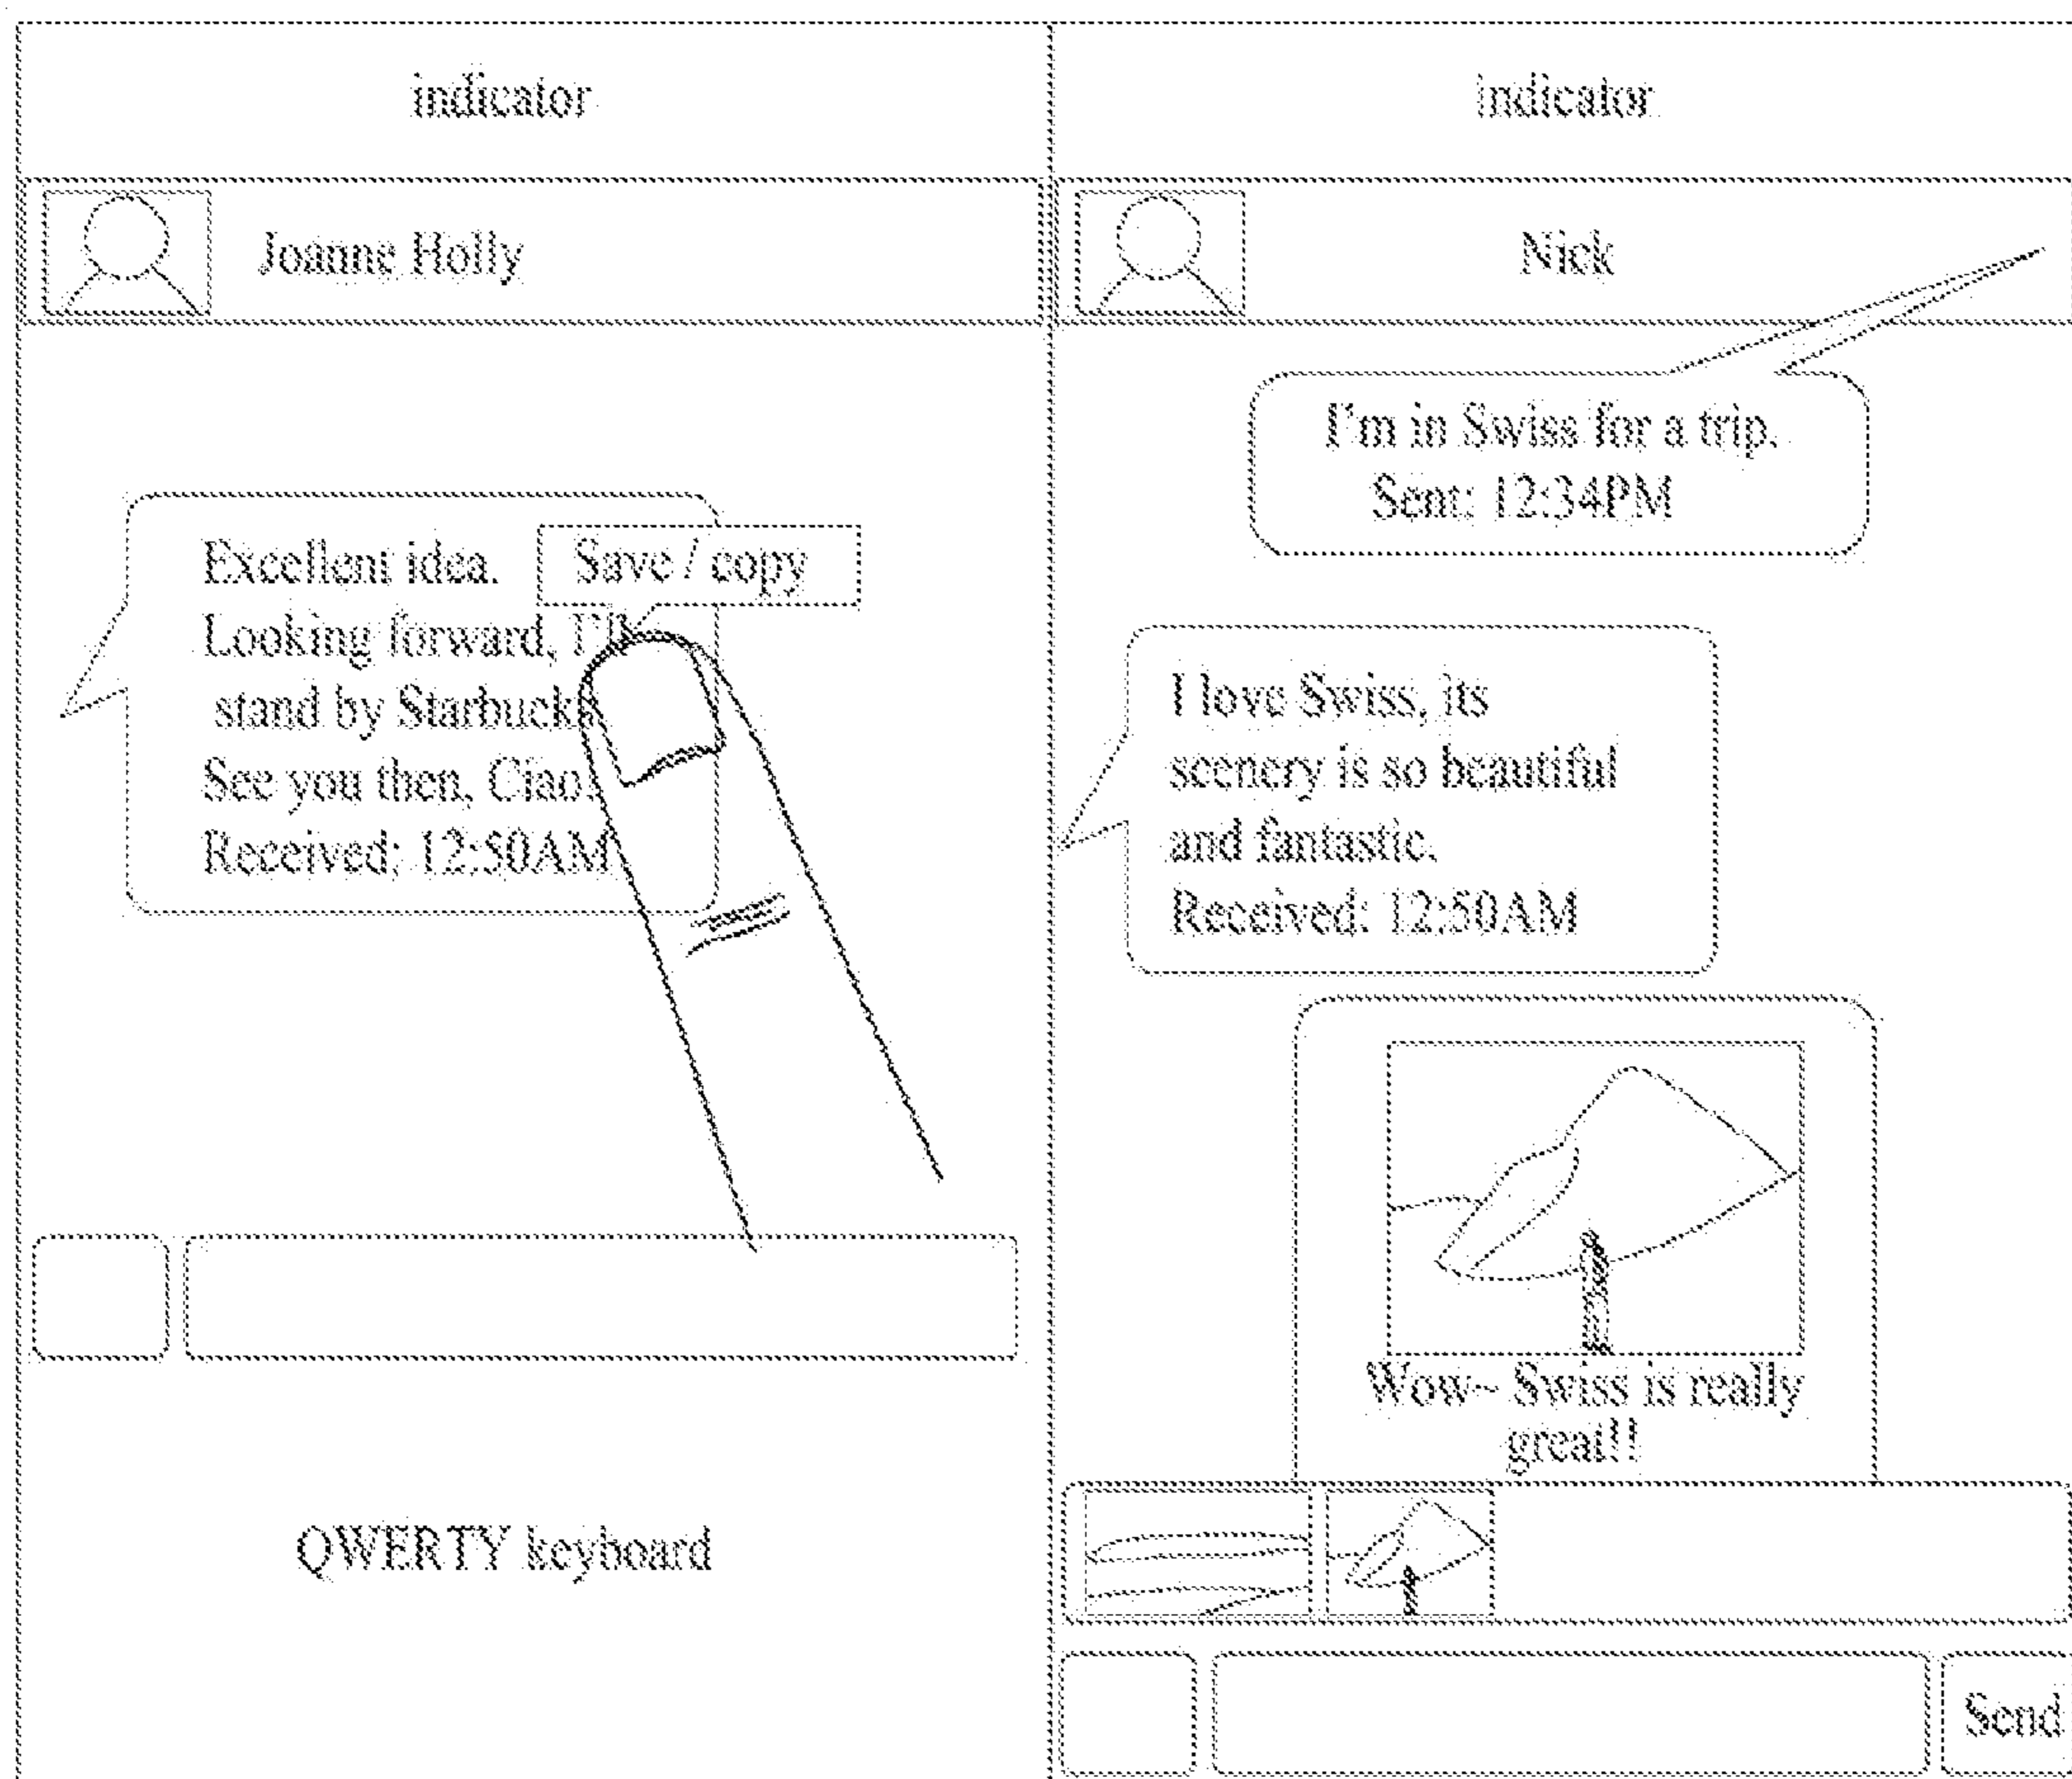 indicator
Joanne Holly
Excellent idea.
Save / copy
Looking forward, I'll
stand by Starbucks
See you then, Ciao!
Received: 12:50AM
QWERTY keyboard
indicator
Nick
I'm in Swiss for a trip.
Sent: 12:34PM
I love Swiss, its
scenery is so beautiful
and fantastic.
Received: 12:50AM
Wow~ Swiss is really
great!!
Send